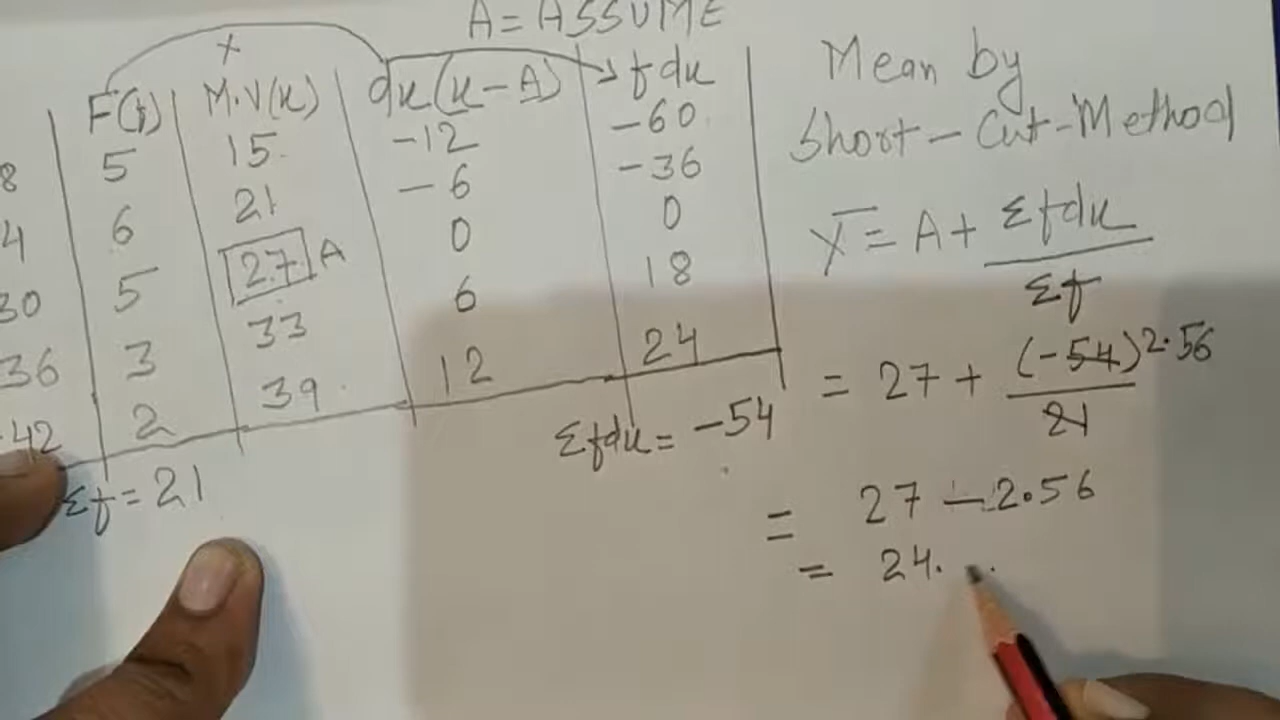 A = ASSUME
F(f) M.V(x) dx(x-A) fdx
x
8 5 15 -12 -60
4 6 21 -6 -36
30 5 27 A 0 0
36 3 33 6 18
42 2 39 12 24
Σf = 21
Σfdx = -54
Mean by
Short-Cut-Method
X̄ = A + Σfdx / Σf
= 27 + (-54) 2.56 / 21
= 27 - 2.56
= 24.